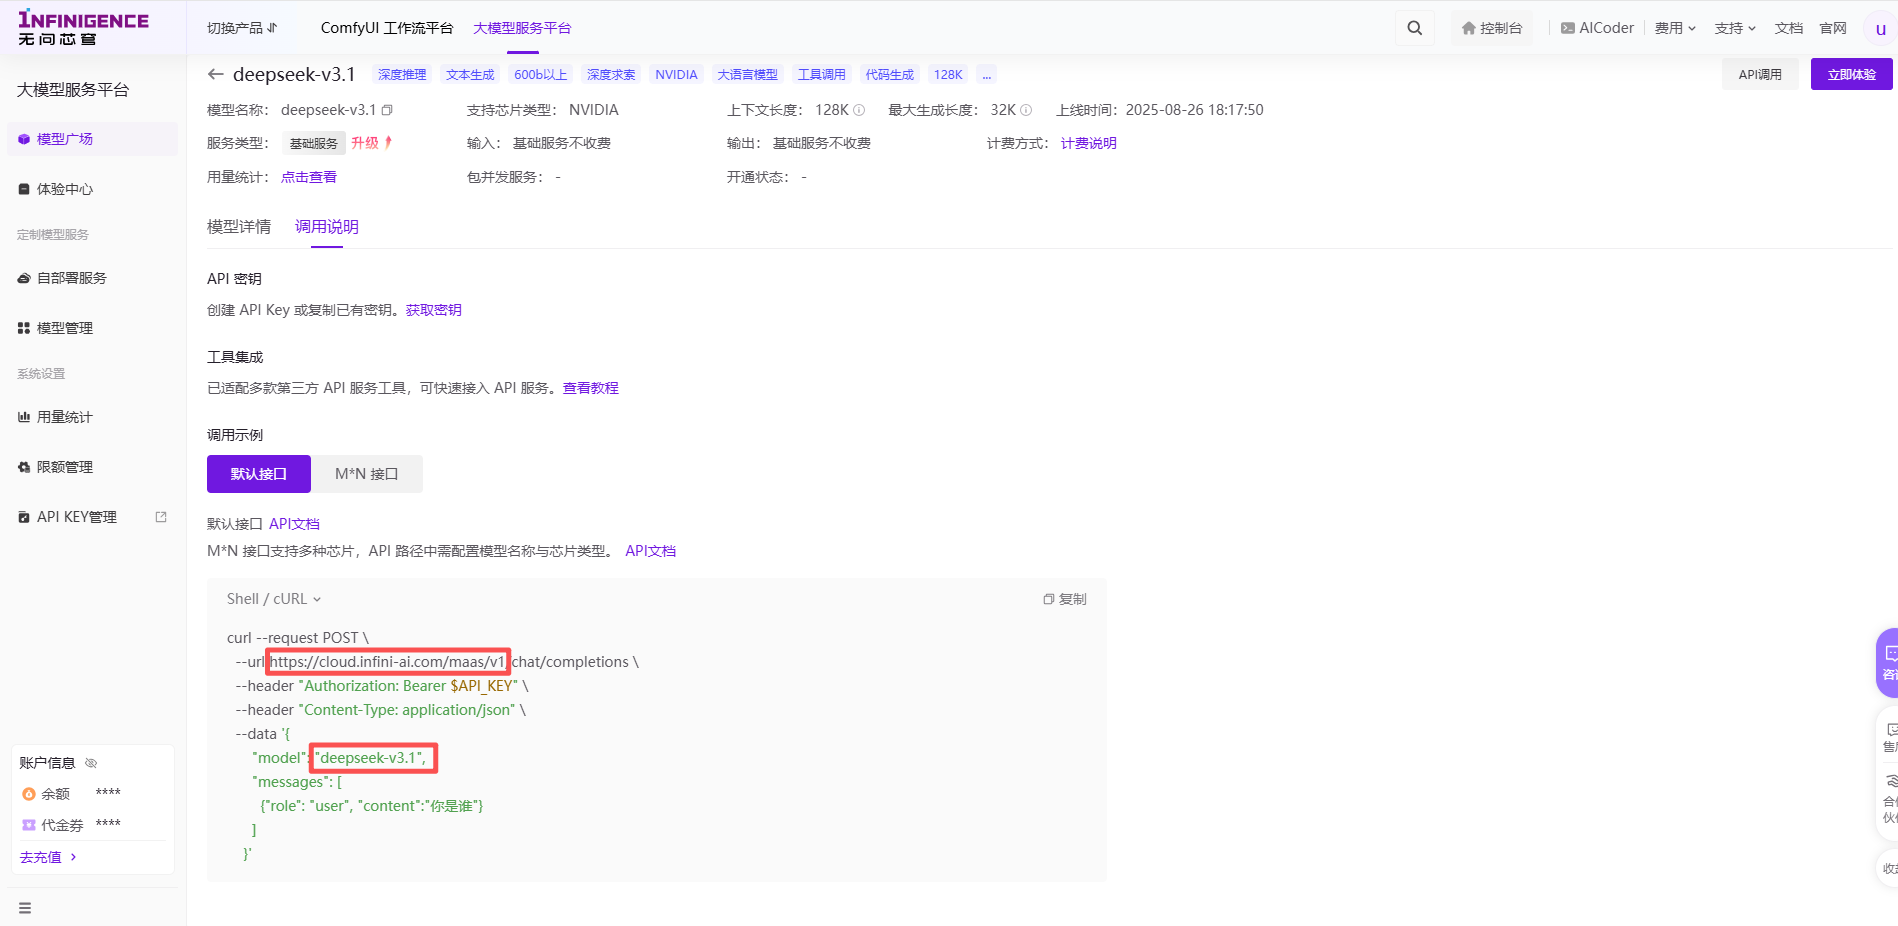 INFINIGENCE
无问芯穹
切换产品
ComfyUI 工作流平台
大模型服务平台
控制台
AICoder
费用
支持
文档
官网
u
大模型服务平台
模型广场
体验中心
定制模型服务
自部署服务
模型管理
系统设置
用量统计
限额管理
API KEY管理
账户信息
余额 ****
代金券 ****
去充值
deepseek-v3.1 深度推理 文本生成 600b以上 深度求索 NVIDIA 大语言模型 工具调用 代码生成 128K ...
API调用 立即体验
模型名称： deepseek-v3.1 支持芯片类型： NVIDIA 上下文长度： 128K 最大生成长度： 32K 上线时间：2025-08-26 18:17:50
服务类型： 基础服务 升级 输入： 基础服务不收费 输出： 基础服务不收费 计费方式： 计费说明
用量统计： 点击查看 包并发服务： - 开通状态： -
模型详情 调用说明
API 密钥
创建 API Key 或复制已有密钥。获取密钥
工具集成
已适配多款第三方 API 服务工具，可快速接入 API 服务。查看教程
调用示例
默认接口 M*N 接口
默认接口 API文档
M*N 接口支持多种芯片，API 路径中需配置模型名称与芯片类型。 API文档
Shell / cURL 复制
curl --request POST \
--url https://cloud.infini-ai.com/maas/v1/chat/completions \
--header "Authorization: Bearer $API_KEY" \
--header "Content-Type: application/json" \
--data '{
"model": "deepseek-v3.1",
"messages": [
{"role": "user", "content":"你是谁"}
]
}'
合
伙